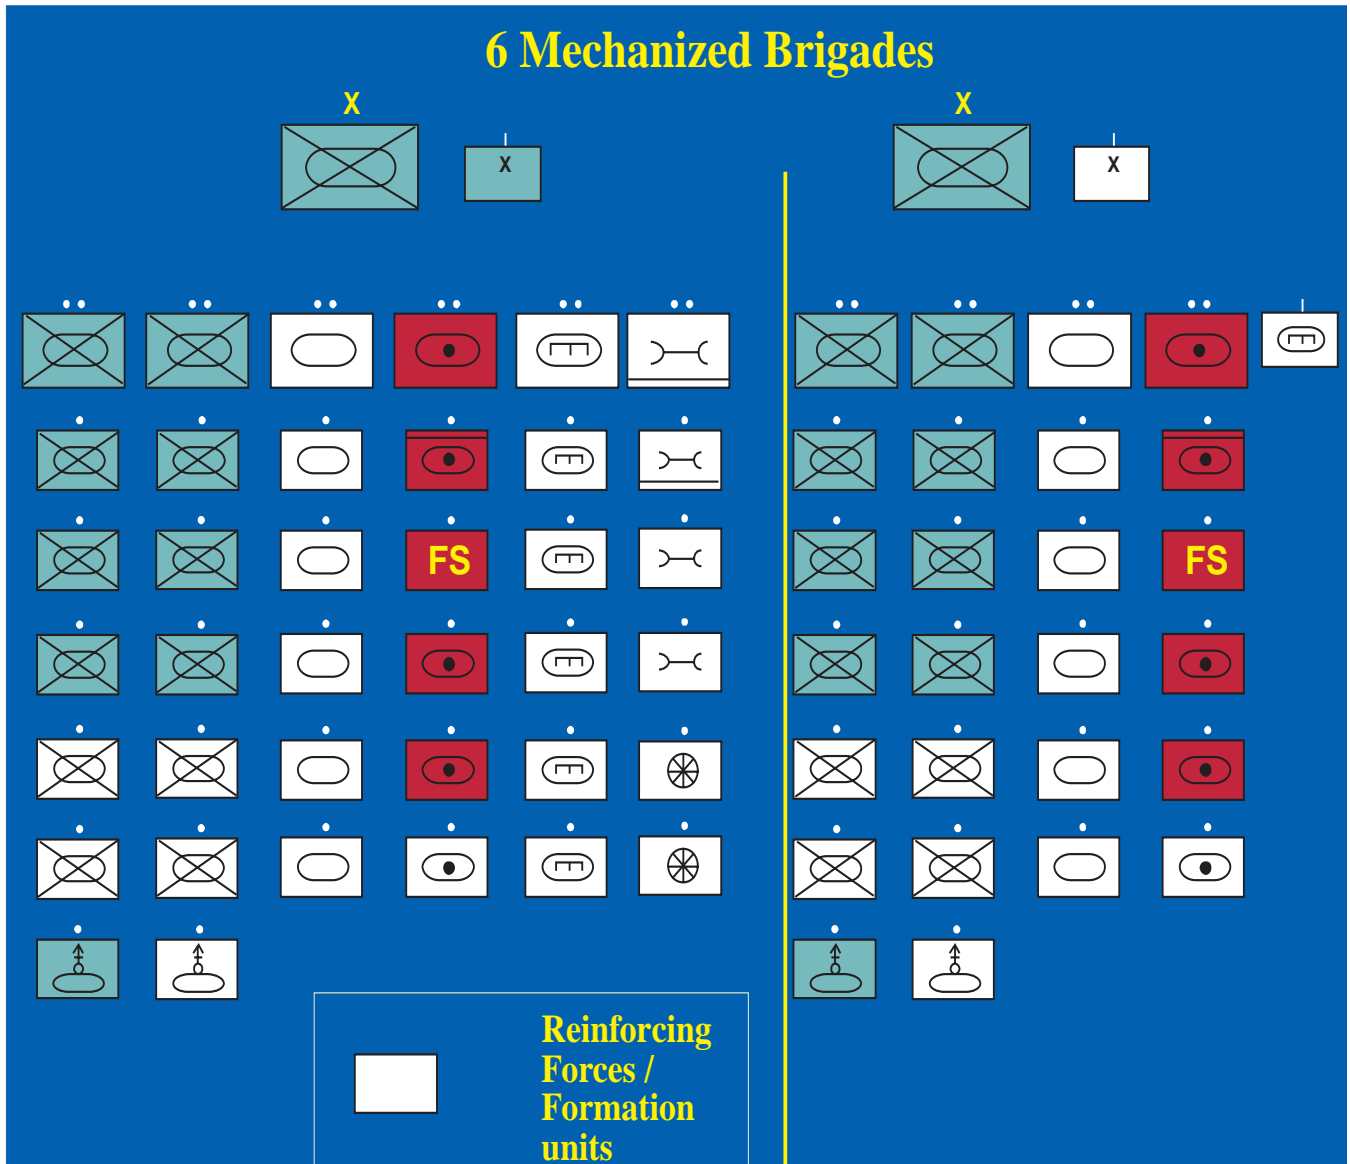 6 Mechanized Brigades
X
X
X
X
FS
FS
Reinforcing
Forces /
Formation
units